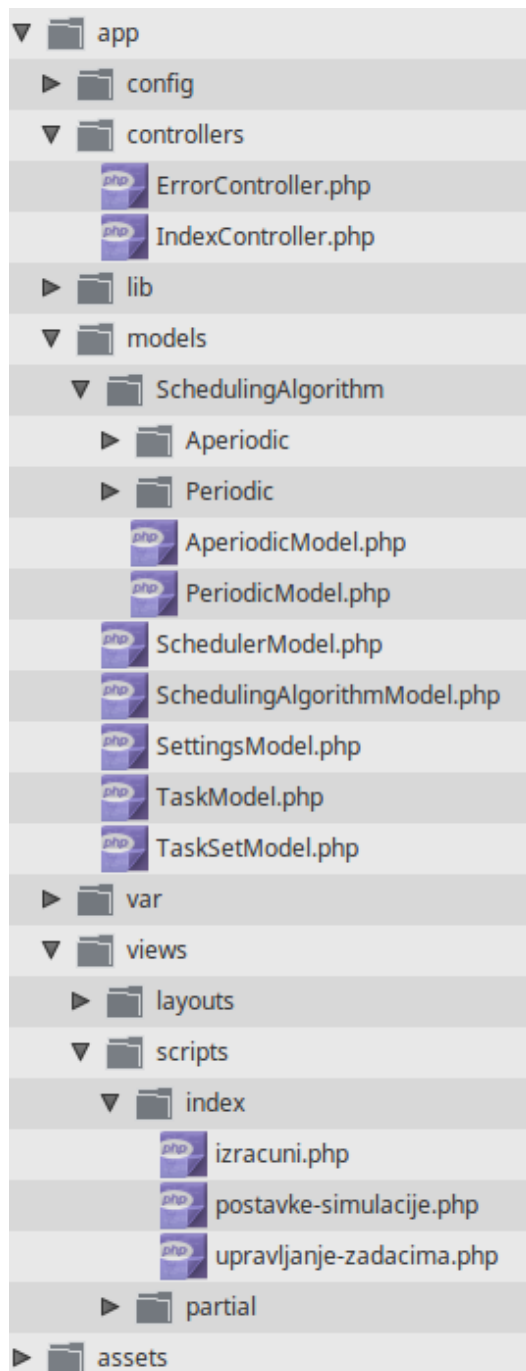 app
config
controllers
ErrorController.php
IndexController.php
lib
models
SchedulingAlgorithm
Aperiodic
Periodic
AperiodicModel.php
PeriodicModel.php
SchedulerModel.php
SchedulingAlgorithmModel.php
SettingsModel.php
TaskModel.php
TaskSetModel.php
var
views
layouts
scripts
index
izracuni.php
postavke-simulacije.php
upravljanje-zadacima.php
partial
assets